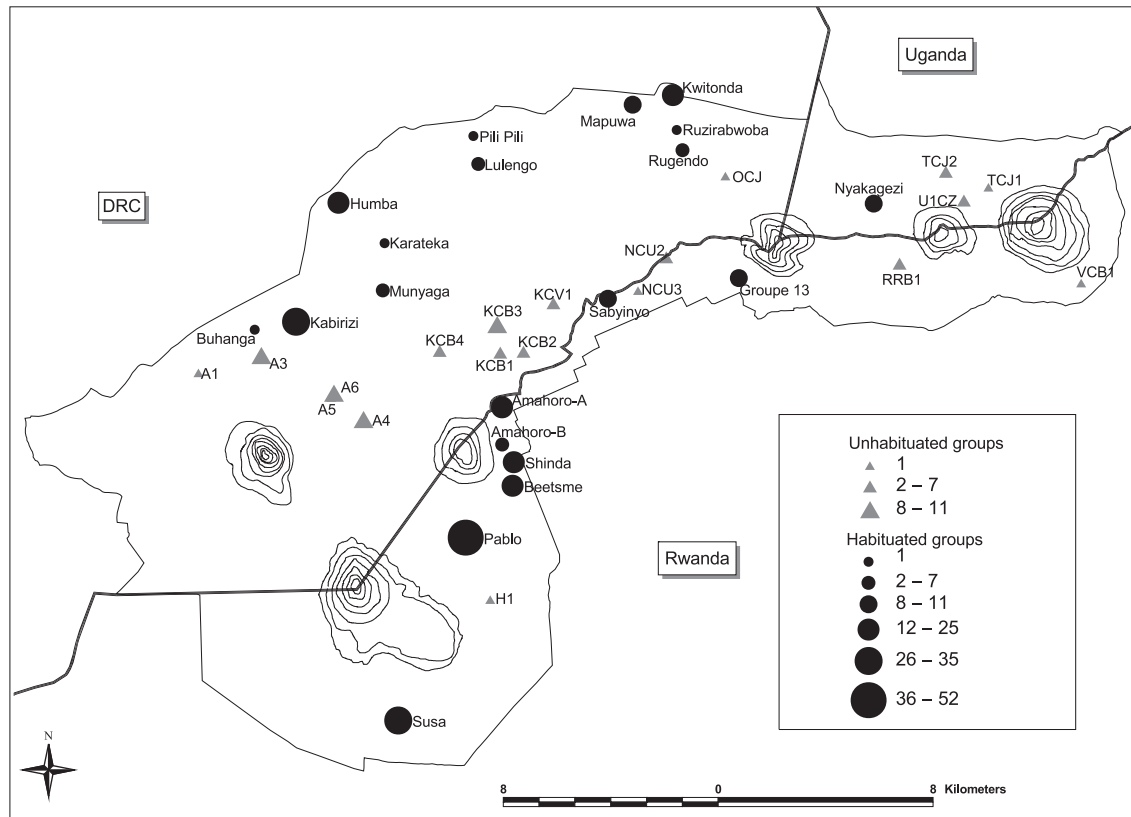 Uganda
Kwitonda
Mapuwa
Ruzirabwoba
Pili Pili
Rugendo
Lulengo
TCJ2
OCJ
TCJ1
DRC
Nyakagezi
U1CZ
Humba
Karateka
NCU2
RRB1
VCB1
Munyaga
NCU3
Groupe 13
KCV1
Sabyinyo
KCB3
Kabirizi
Buhanga
KCB4
KCB2
KCB1
A3
A1
A6
A5
A4
Amahoro-A
Amahoro-B
Shinda
Beetsme
Pablo
Rwanda
H1
Susa
Unhabituated groups
1
2 – 7
8 – 11
Habituated groups
1
2 – 7
8 – 11
12 – 25
26 – 35
36 – 52
N
8 0 8 Kilometers